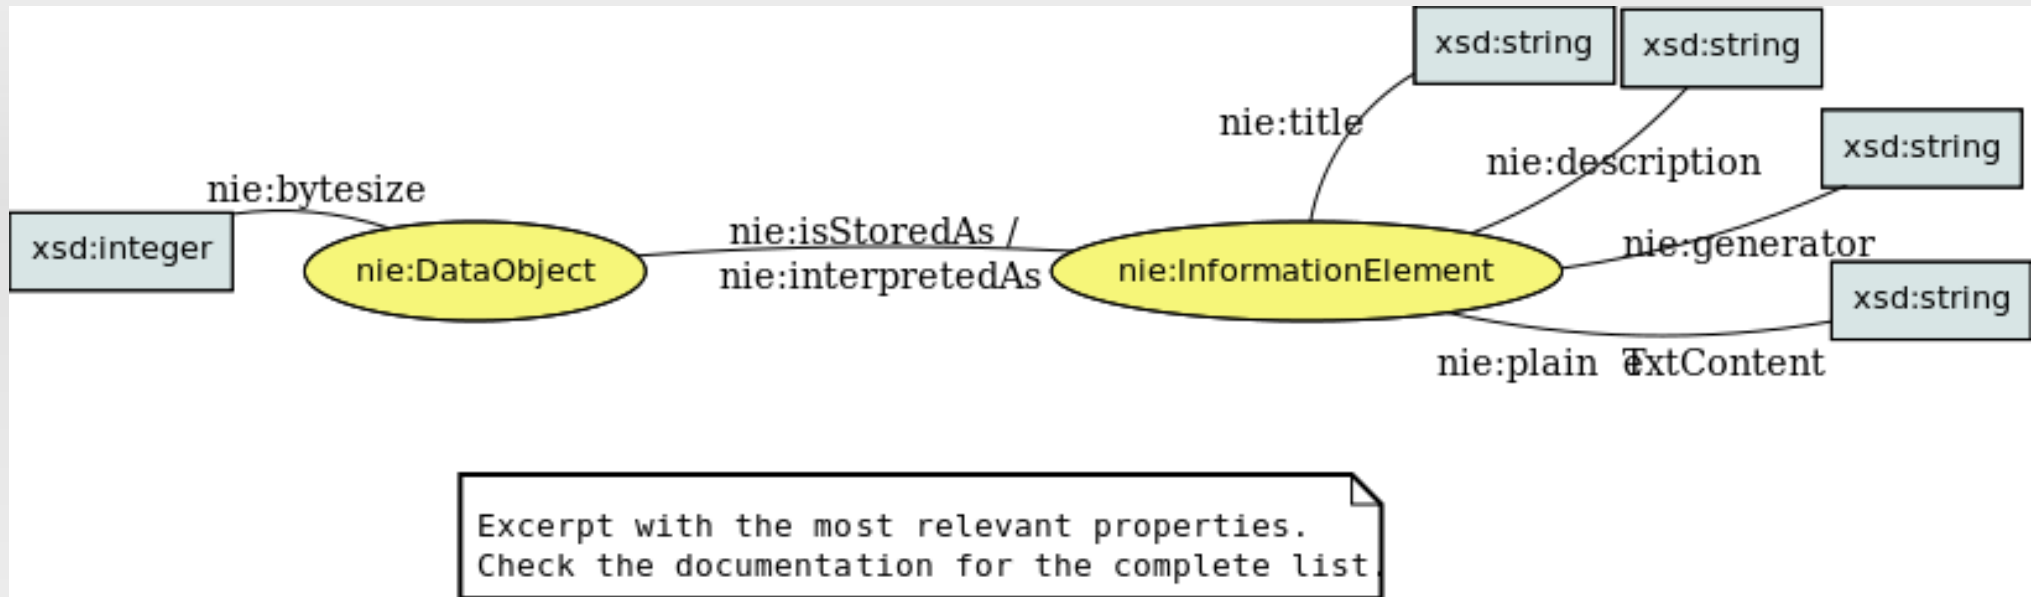 xsd:string
xsd:string
nie:title
xsd:string
nie:description
nie:bytesize
xsd:integer
nie:DataObject
nie:isStoredAs /
nie:interpretedAs
nie:InformationElement
nie:generator
xsd:string
nie:plain TxtContent
Excerpt with the most relevant properties.
Check the documentation for the complete list.